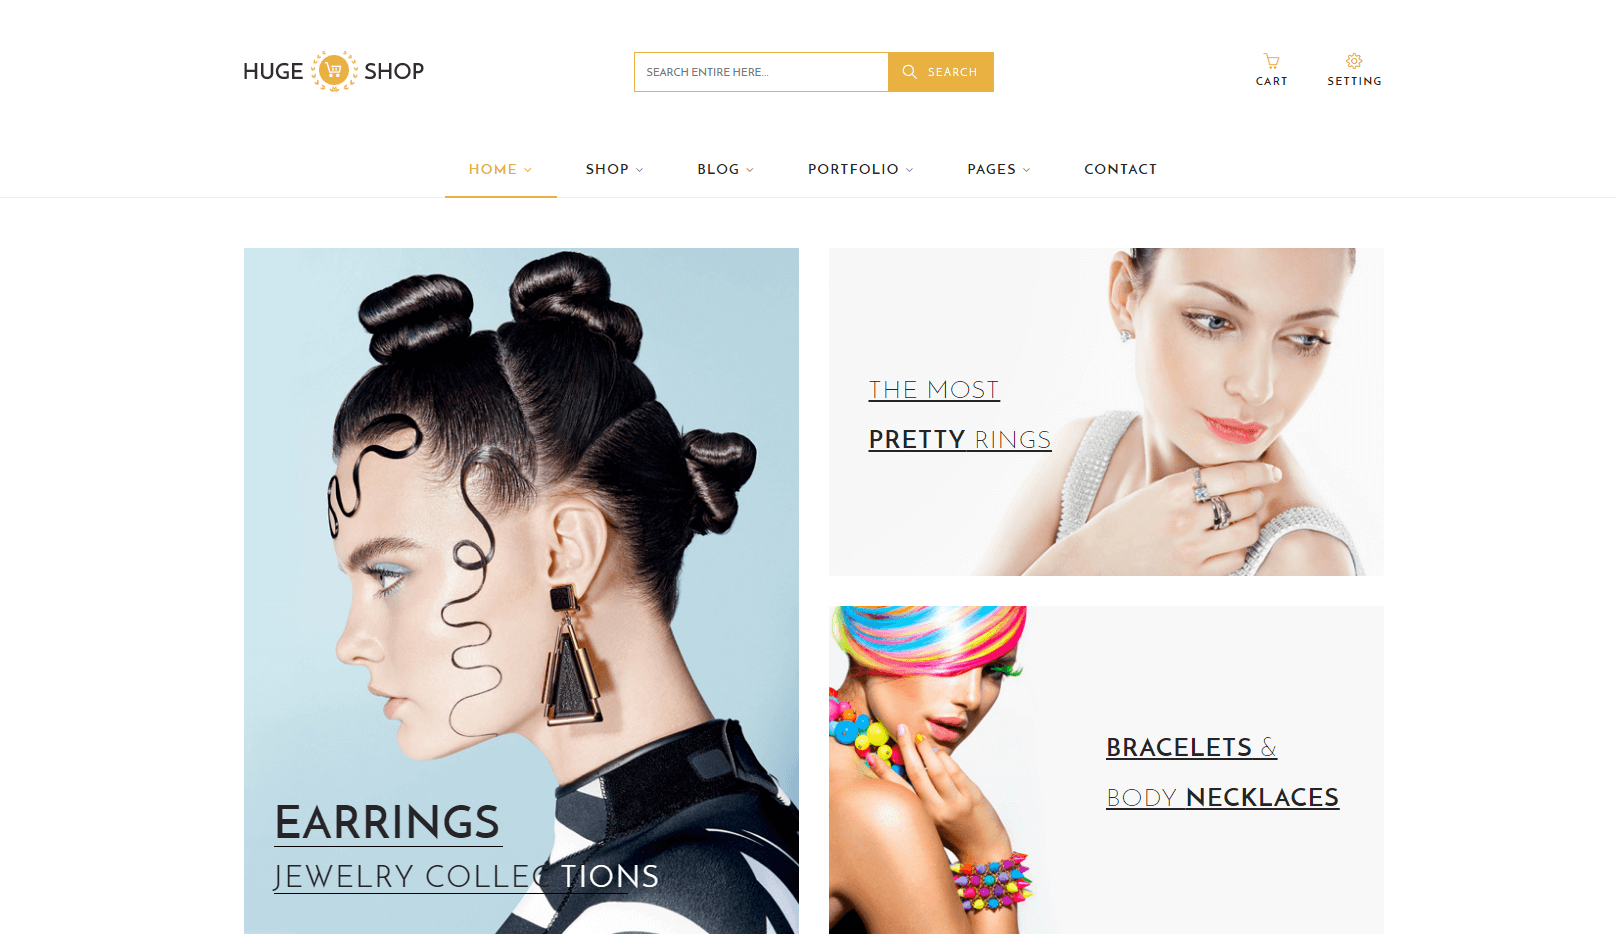 HUGE SHOP
SEARCH ENTIRE HERE...
SEARCH
CART
SETTING
HOME
SHOP
BLOG
PORTFOLIO
PAGES
CONTACT
THE MOST
PRETTY RINGS
EARRINGS
JEWELRY COLLECTIONS
BRACELETS &
BODY NECKLACES